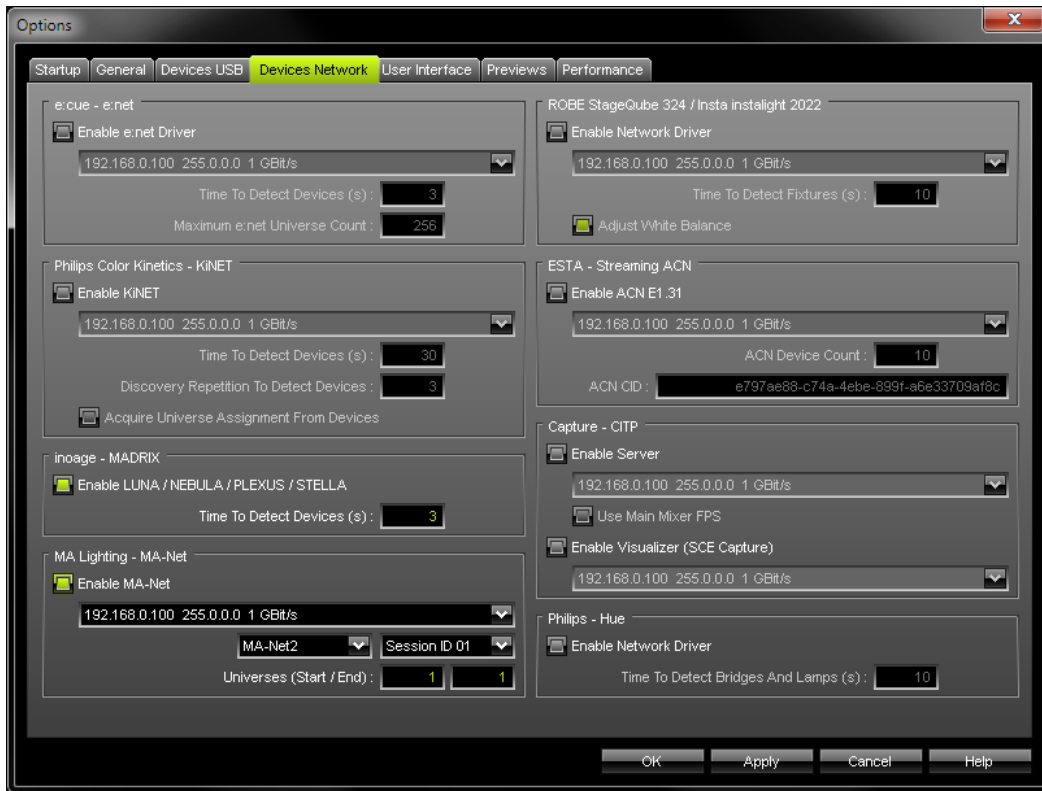 Options
Startup General Devices USB Devices Network User Interface Previews Performance
e:cue - e:net
Enable e:net Driver
192.168.0.100 255.0.0.0 1 GBit/s
Time To Detect Devices (s) : 3
Maximum e:net Universe Count : 256
Philips Color Kinetics - KiNET
Enable KiNET
192.168.0.100 255.0.0.0 1 GBit/s
Time To Detect Devices (s) : 30
Discovery Repetition To Detect Devices : 3
Acquire Universe Assignment From Devices
inoage - MADRIX
Enable LUNA / NEBULA / PLEXUS / STELLA
Time To Detect Devices (s) : 3
MA Lighting - MA-Net
Enable MA-Net
192.168.0.100 255.0.0.0 1 GBit/s
MA-Net2 Session ID 01
Universes (Start / End) : 1 1
ROBE StageQube 324 / Insta instalight 2022
Enable Network Driver
192.168.0.100 255.0.0.0 1 GBit/s
Time To Detect Fixtures (s) : 10
Adjust White Balance
ESTA - Streaming ACN
Enable ACN E1.31
192.168.0.100 255.0.0.0 1 GBit/s
ACN Device Count : 10
ACN CID : e797ae88-c74a-4ebe-899f-a6e33709af8c
Capture - CITP
Enable Server
192.168.0.100 255.0.0.0 1 GBit/s
Use Main Mixer FPS
Enable Visualizer (SCE Capture)
192.168.0.100 255.0.0.0 1 GBit/s
Philips - Hue
Enable Network Driver
Time To Detect Bridges And Lamps (s) : 10
OK Apply Cancel Help